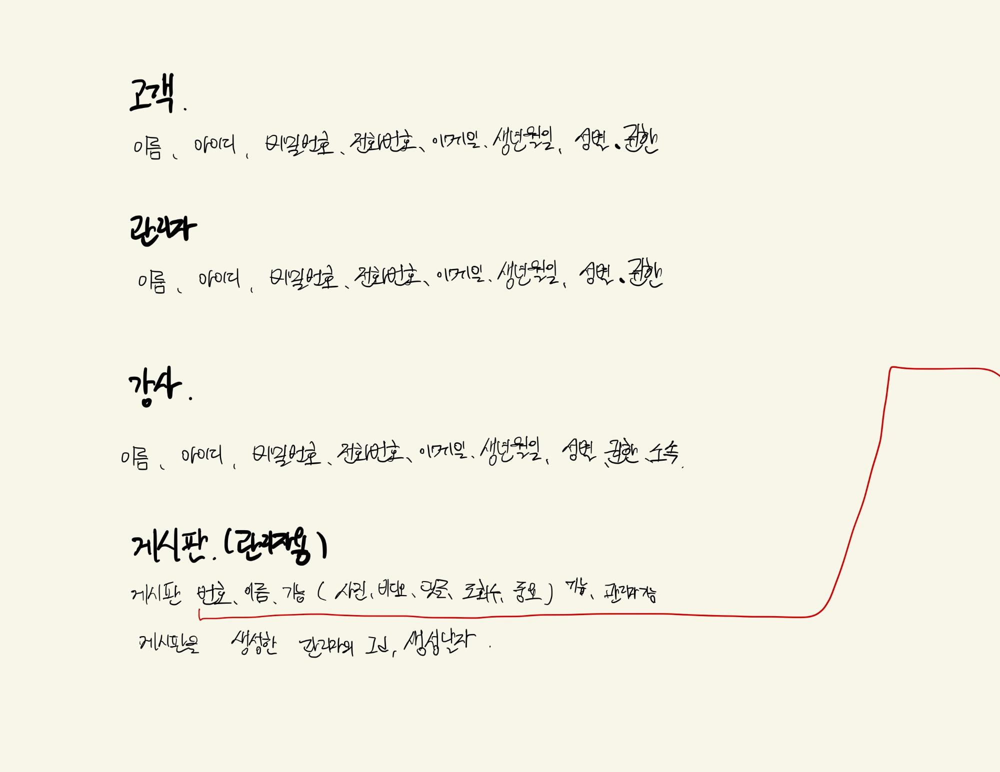 고객.
이름, 아이디, 비밀번호, 전화번호, 이메일, 생년월일, 성별, 권한
관리자
이름, 아이디, 비밀번호, 전화번호, 이메일, 생년월일, 성별, 권한
강사.
이름, 아이디, 비밀번호, 전화번호, 이메일, 생년월일, 성별, 권한, 소속.
게시판. (관리자용)
게시판 번호, 이름, 기능 (사진, 비디오, 댓글, 조회수, 중요) 기능, 관리자
게시판을 생성한 관리자의 Id, 생성날자.